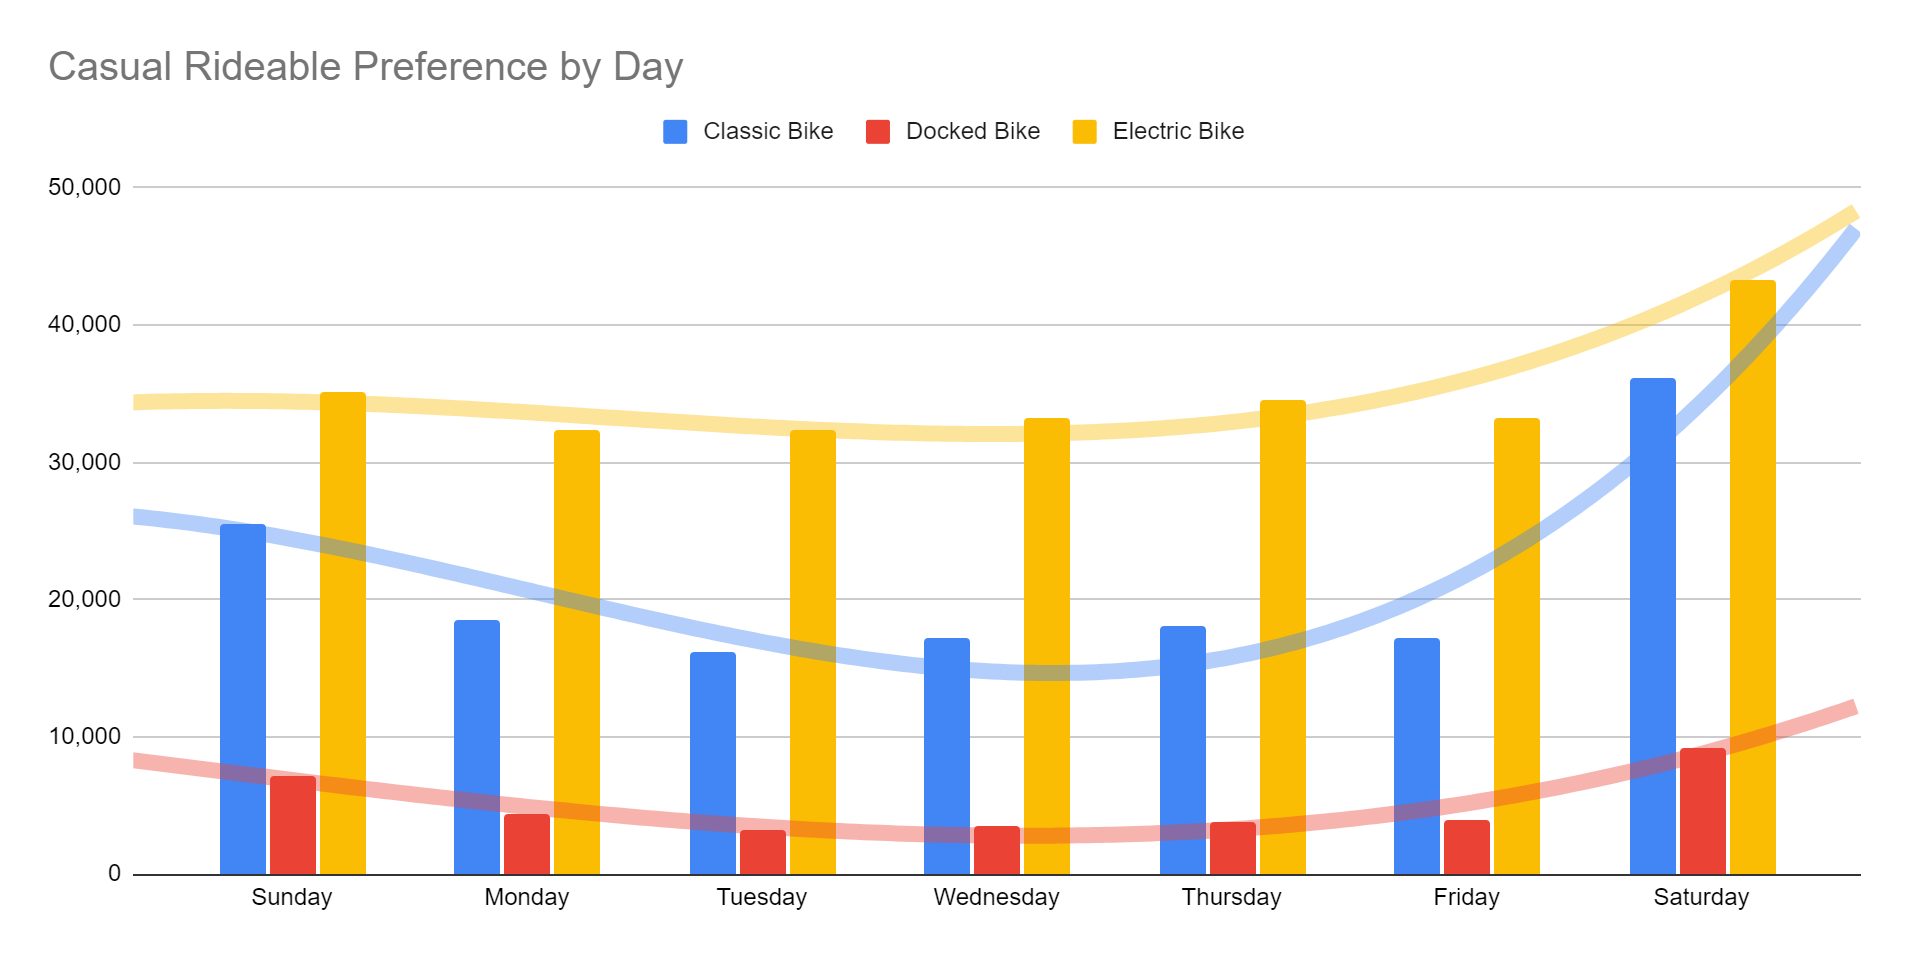 Casual Rideable Preference by Day
Classic Bike Docked Bike Electric Bike
50,000
40,000
30,000
20,000
10,000
0
Sunday Monday Tuesday Wednesday Thursday Friday Saturday